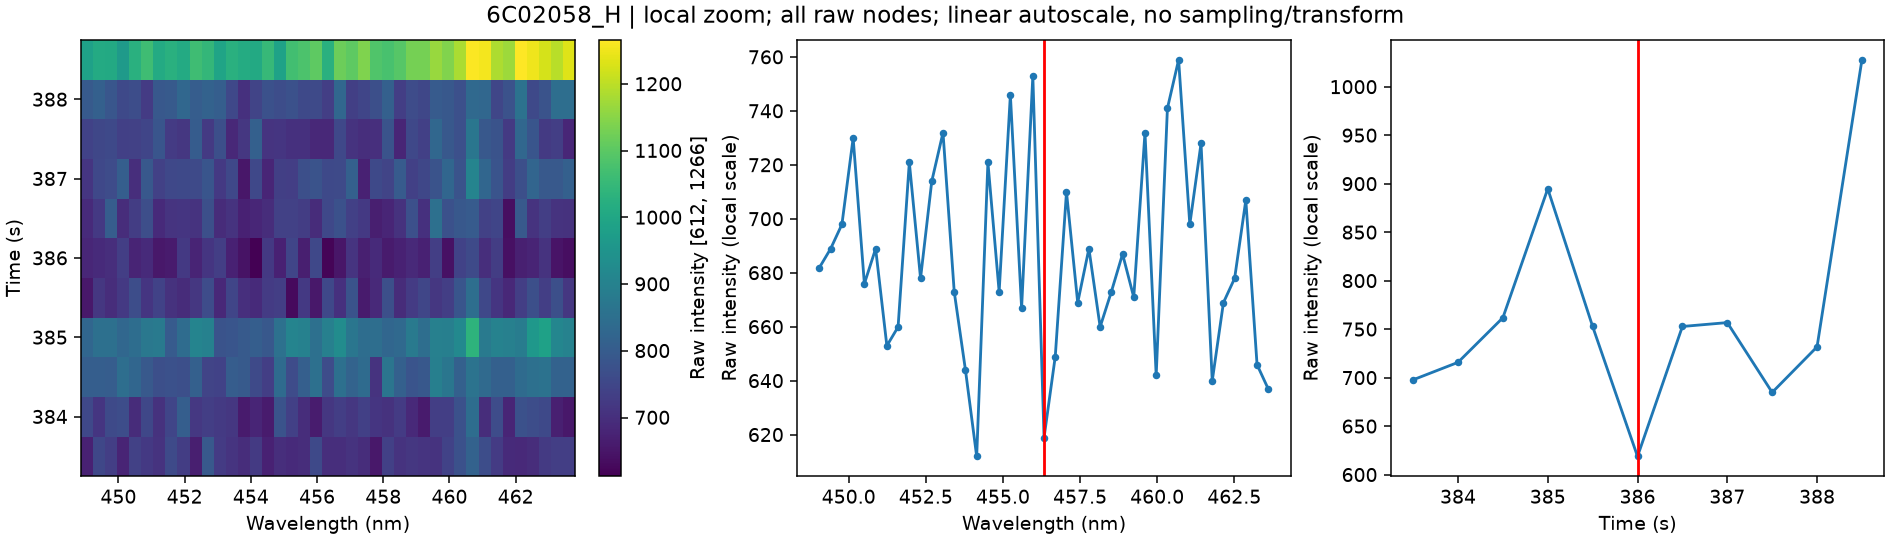 6C02058_H | local zoom; all raw nodes; linear autoscale, no sampling/transform
Time (s)
388
387
386
385
384
450 452 454 456 458 460 462
Wavelength (nm)
1200
1100
1000
900
800
700
Raw intensity [612, 1266]
Raw intensity (local scale)
760
740
720
700
680
660
640
620
450.0 452.5 455.0 457.5 460.0 462.5
Wavelength (nm)
Raw intensity (local scale)
1000
950
900
850
800
750
700
650
600
384 385 386 387 388
Time (s)